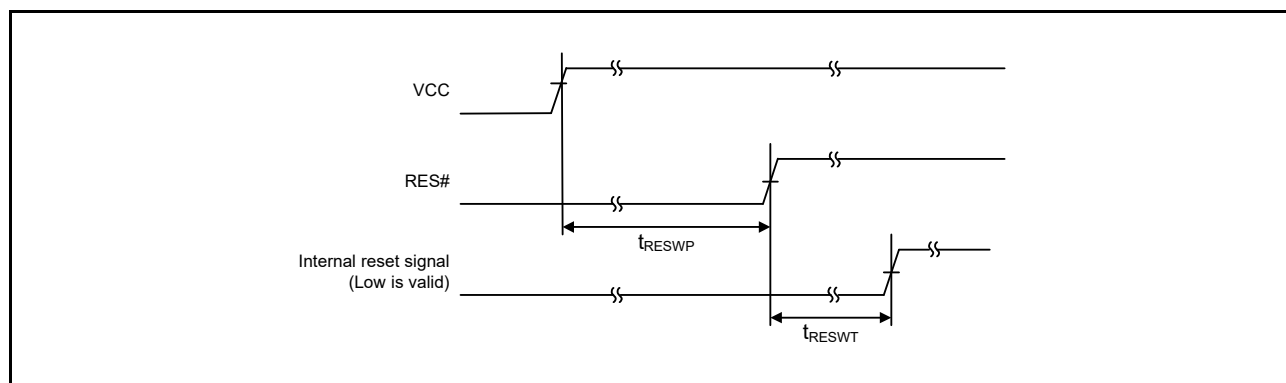 VCC
RES#
tRESWP
Internal reset signal
(Low is valid)
tRESWT